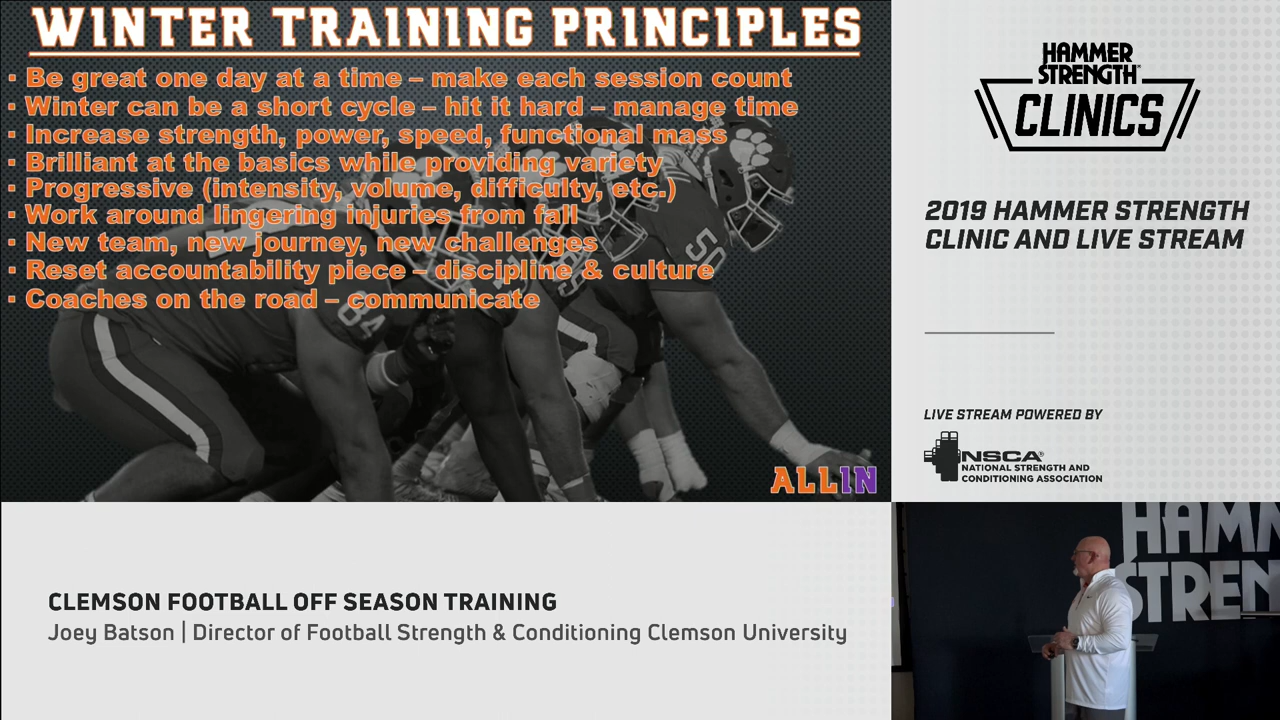 WINTER TRAINING PRINCIPLES
▪ Be great one day at a time – make each session count
▪ Winter can be a short cycle – hit it hard – manage time
▪ Increase strength, power, speed, functional mass
▪ Brilliant at the basics while providing variety
▪ Progressive (intensity, volume, difficulty, etc.)
▪ Work around lingering injuries from fall
▪ New team, new journey, new challenges
▪ Reset accountability piece – discipline & culture
▪ Coaches on the road – communicate
84
50
ALLIN
HAMMER
STRENGTH
CLINICS
2019 HAMMER STRENGTH
CLINIC AND LIVE STREAM
LIVE STREAM POWERED BY
NSCA®
NATIONAL STRENGTH AND
CONDITIONING ASSOCIATION
CLEMSON FOOTBALL OFF SEASON TRAINING
Joey Batson | Director of Football Strength & Conditioning Clemson University
HAMM
STREN